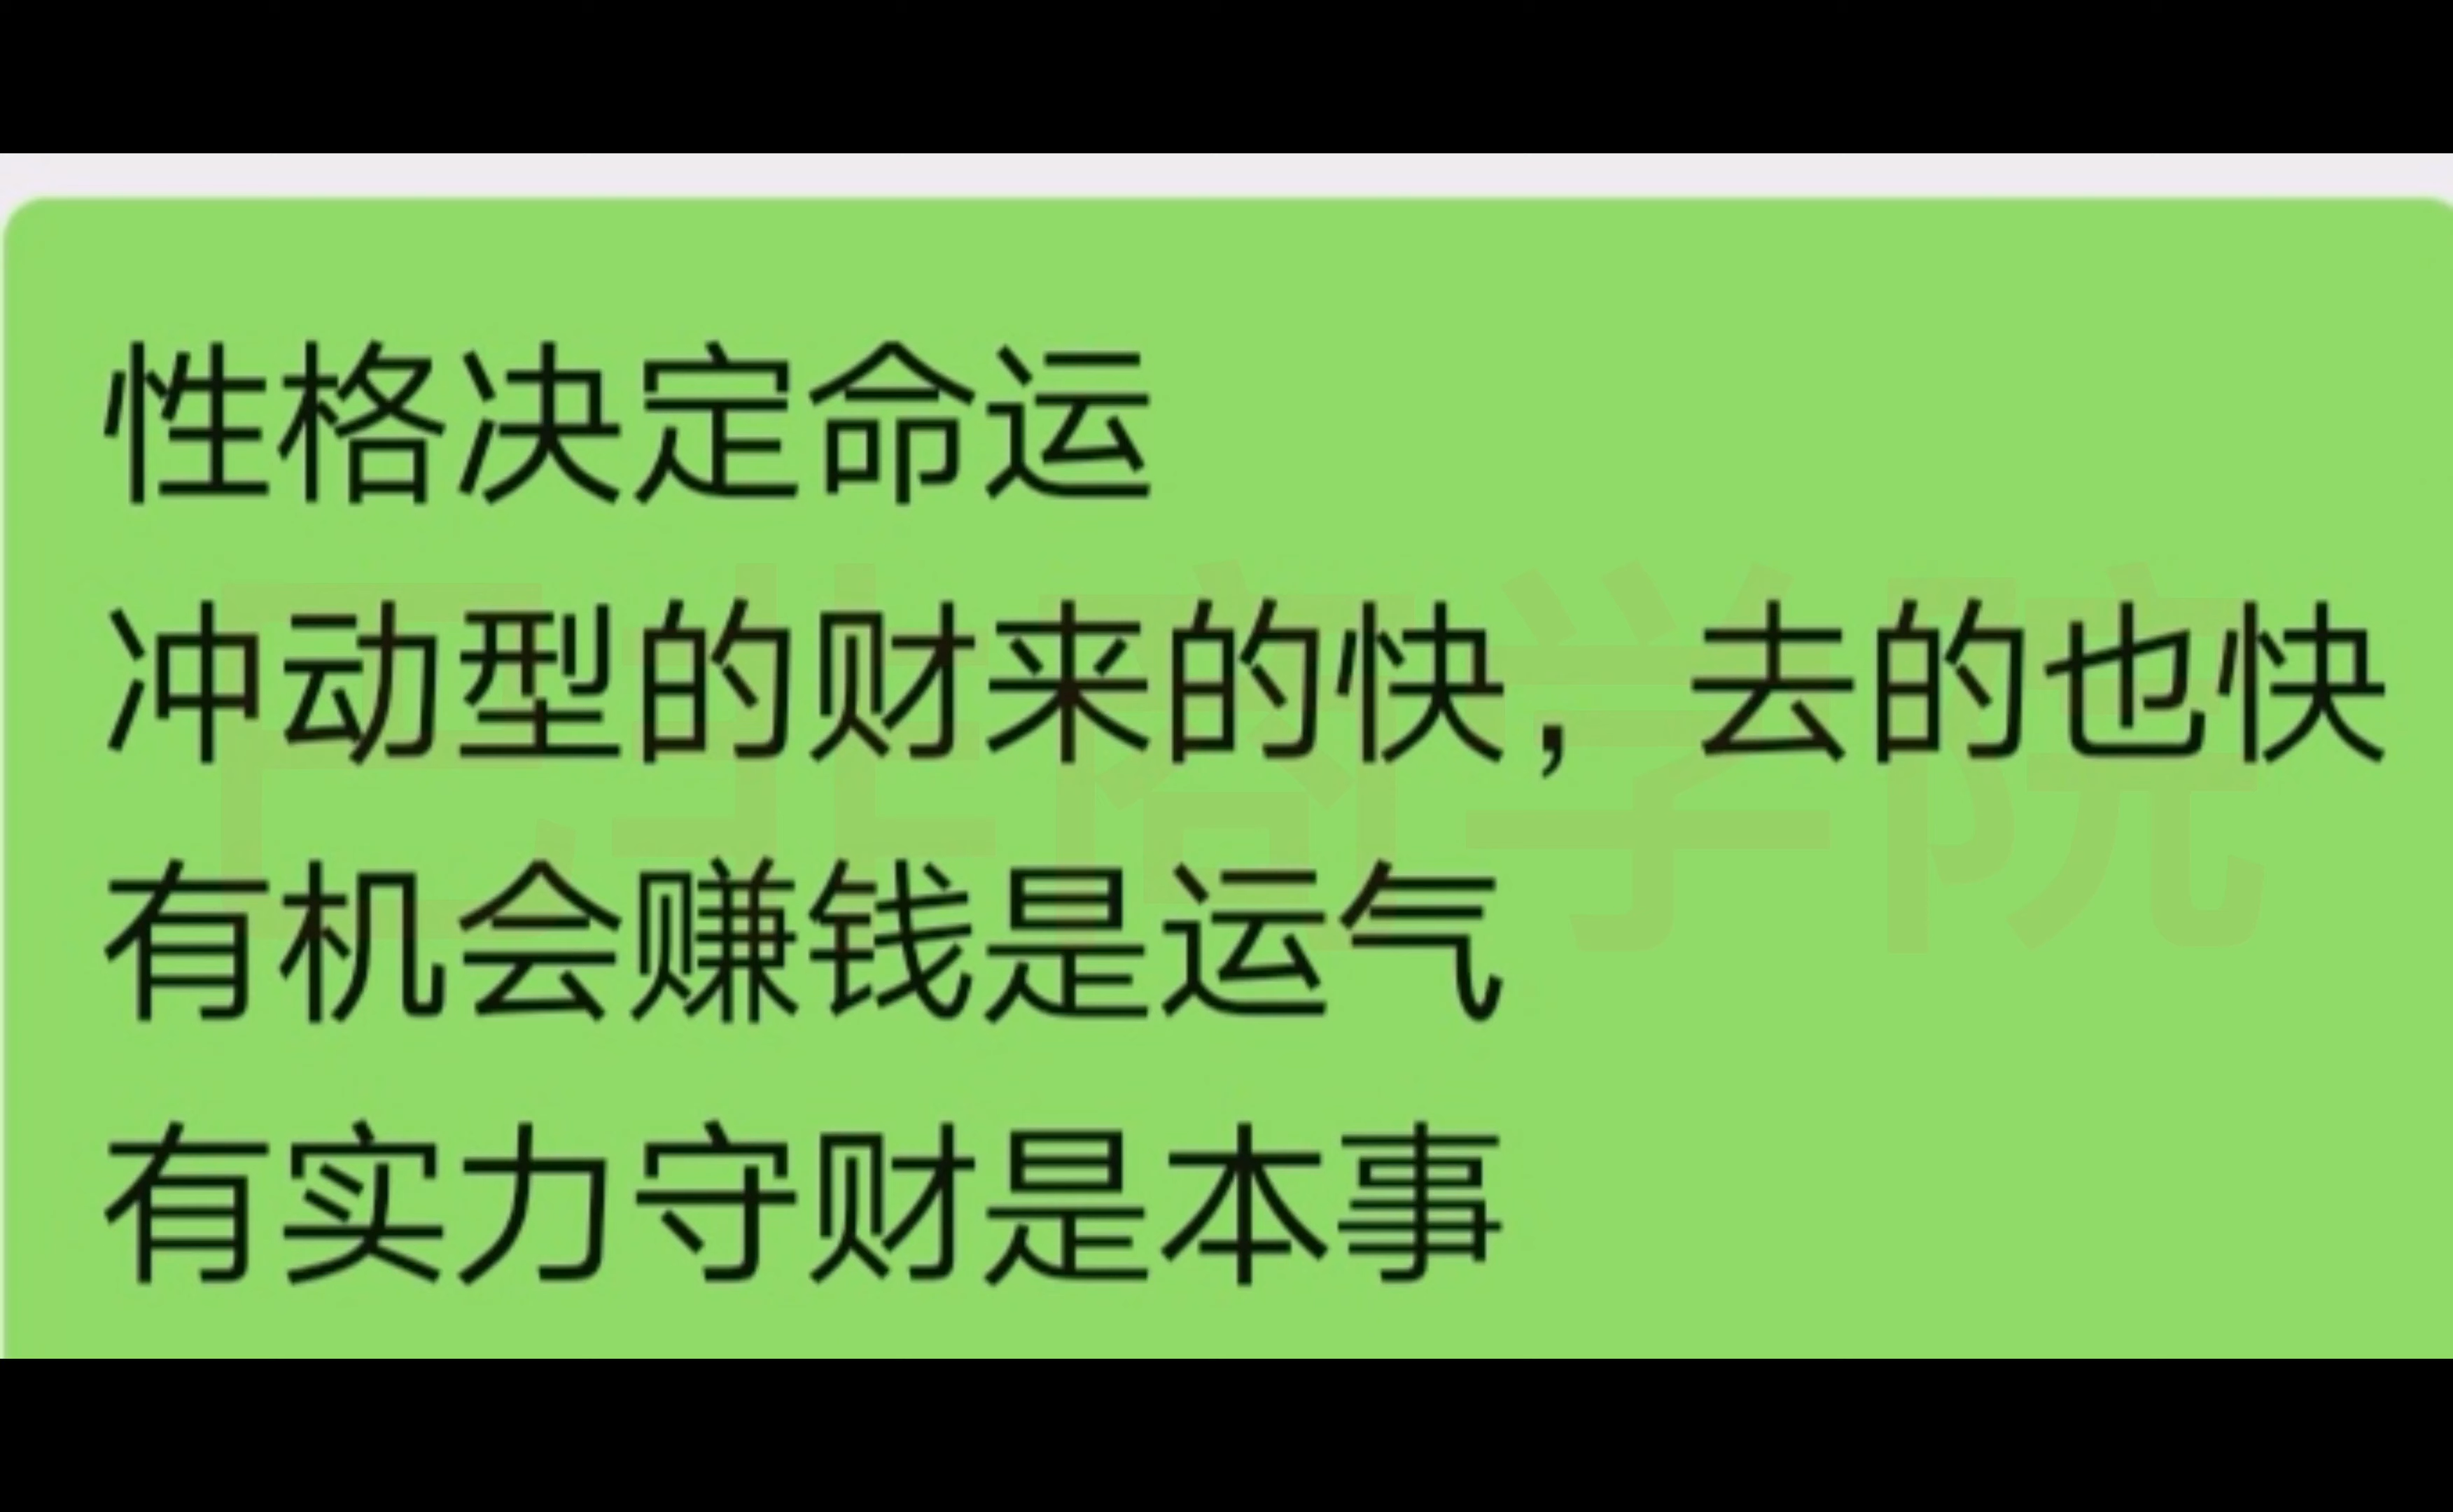 性格决定命运
冲动型的财来的快，去的也快
有机会赚钱是运气
有实力守财是本事